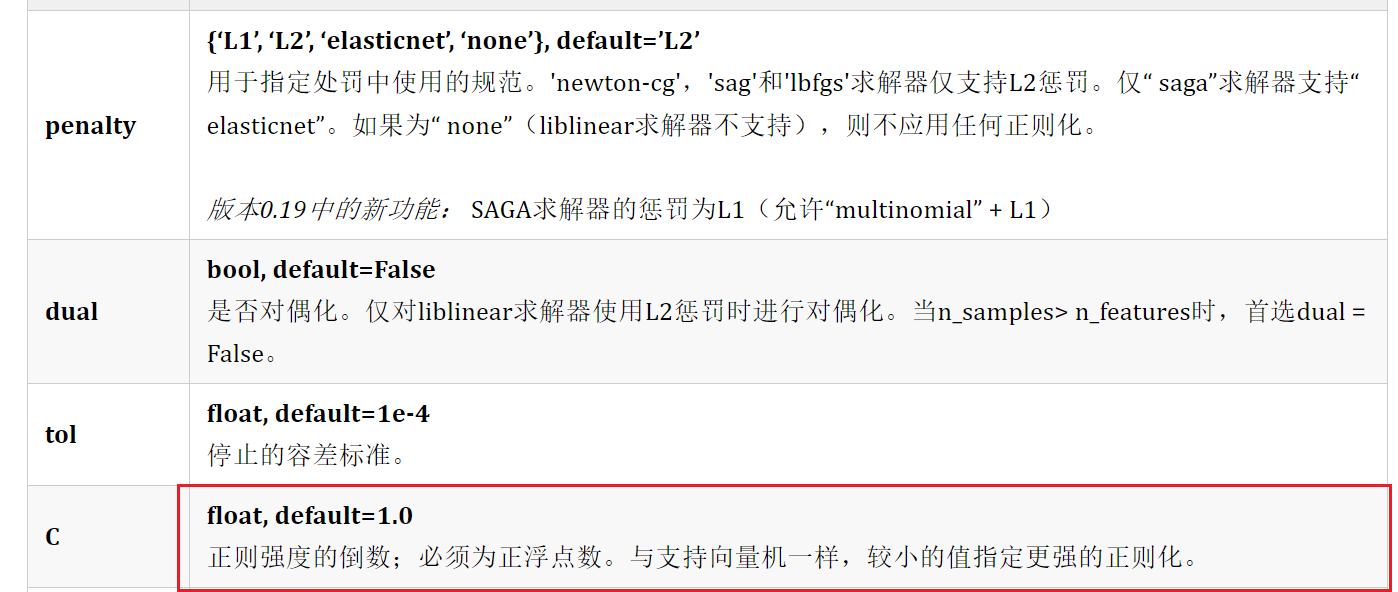 {‘L1’, ‘L2’, ‘elasticnet’, ‘none’}, default=’L2’
用于指定处罚中使用的规范。'newton-cg'，'sag'和'lbfgs'求解器仅支持L2惩罚。仅“ saga”求解器支持“
penalty
elasticnet”。如果为“ none”（liblinear求解器不支持），则不应用任何正则化。
版本0.19中的新功能： SAGA求解器的惩罚为L1（允许“multinomial” + L1）
bool, default=False
dual
是否对偶化。仅对liblinear求解器使用L2惩罚时进行对偶化。当n_samples> n_features时，首选dual =
False。
float, default=1e-4
tol
停止的容差标准。
float, default=1.0
C
正则强度的倒数；必须为正浮点数。与支持向量机一样，较小的值指定更强的正则化。